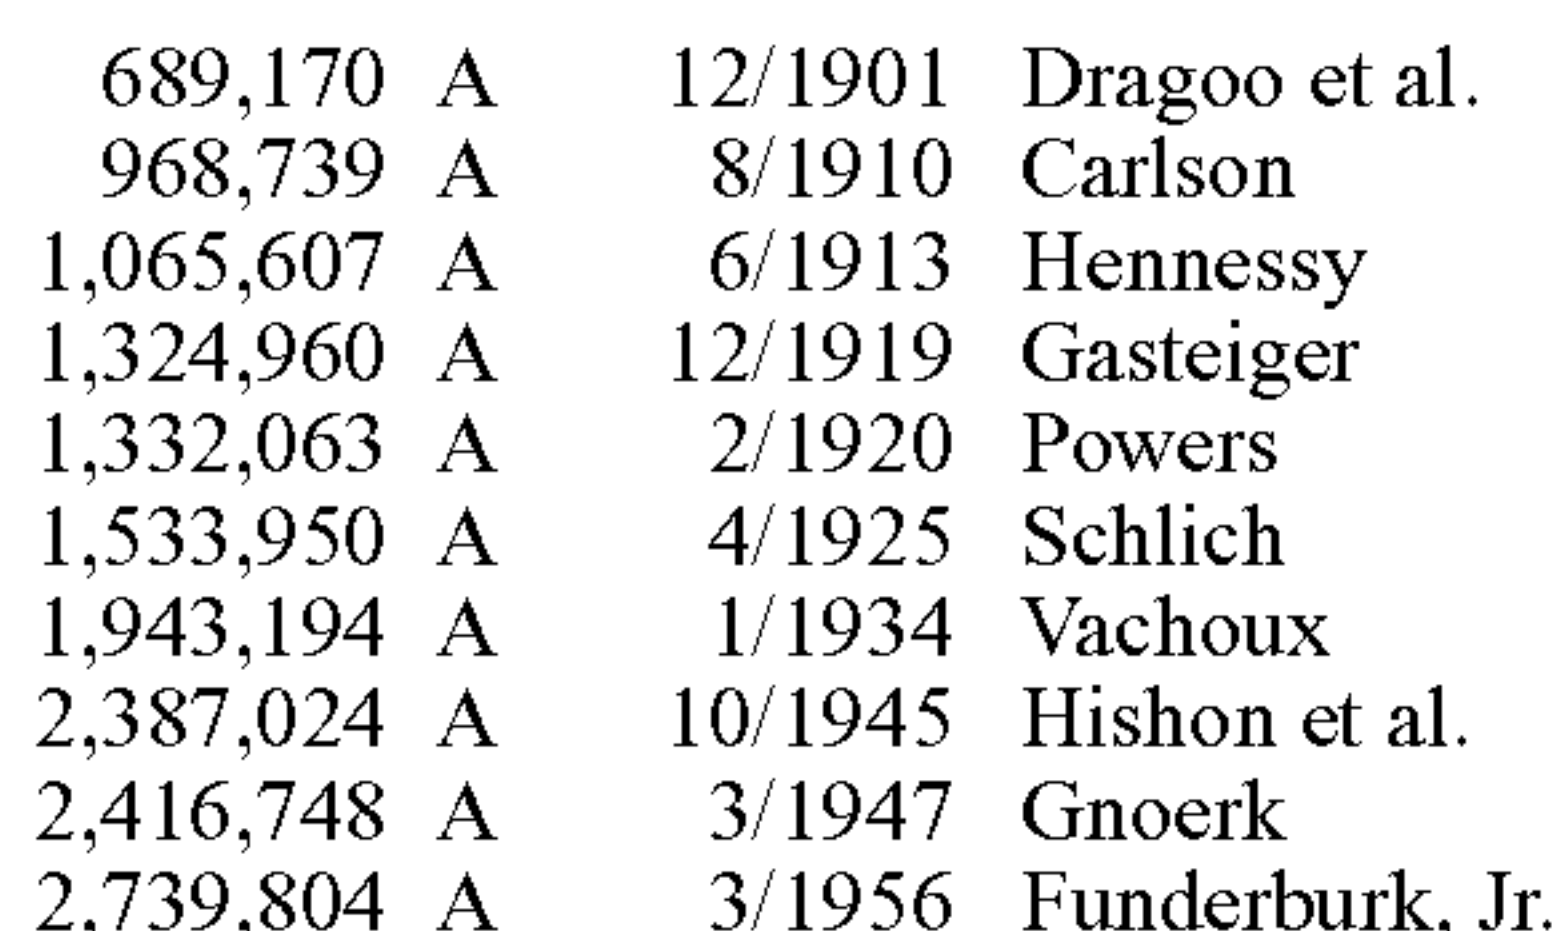 689,170 A 12/1901 Dragoo et al.
968,739 A 8/1910 Carlson
1,065,607 A 6/1913 Hennessy
1,324,960 A 12/1919 Gasteiger
1,332,063 A 2/1920 Powers
1,533,950 A 4/1925 Schlich
1,943,194 A 1/1934 Vachoux
2,387,024 A 10/1945 Hishon et al.
2,416,748 A 3/1947 Gnoerk
2,739,804 A 3/1956 Funderburk, Jr.